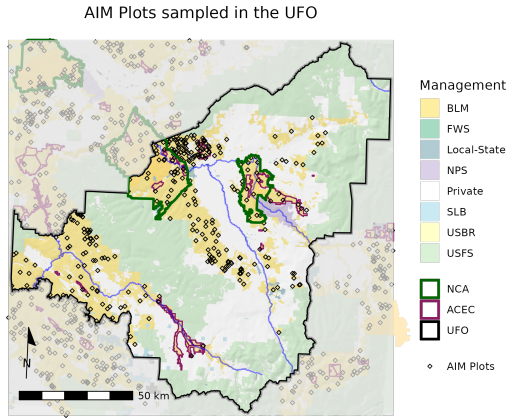 AIM Plots sampled in the UFO
Management
BLM
FWS
Local-State
NPS
Private
SLB
USBR
USFS
NCA
ACEC
UFO
AIM Plots
N
50 km